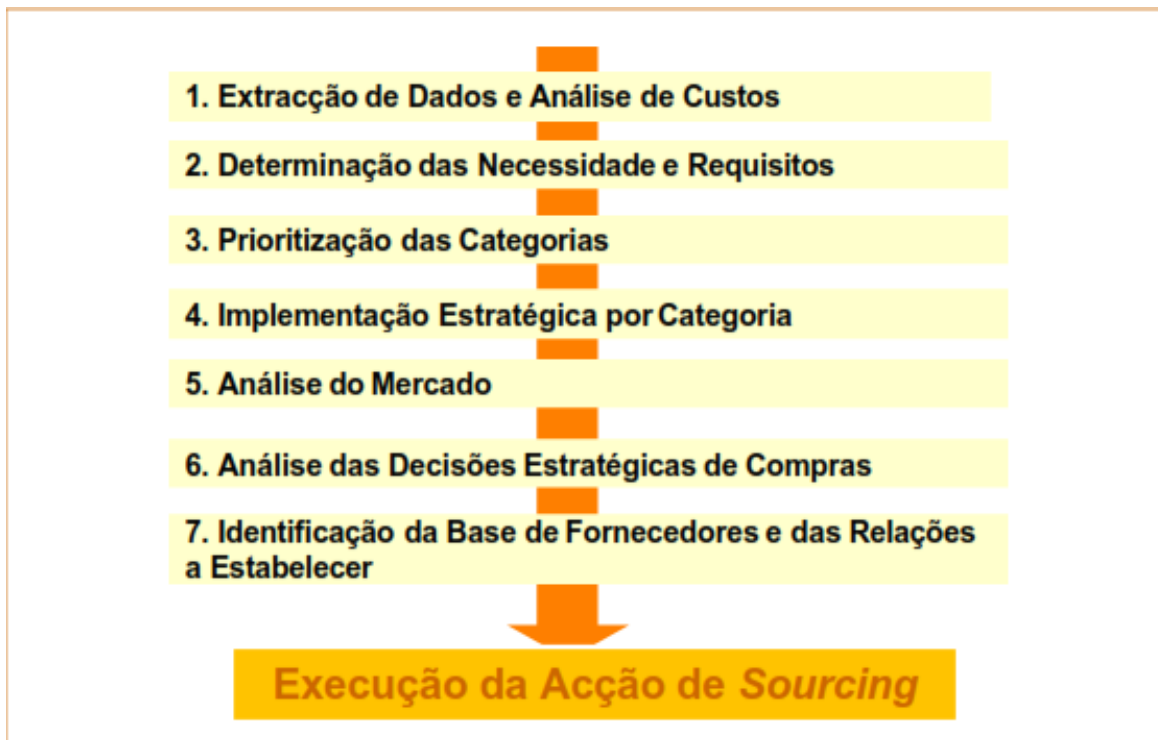 1. Extracção de Dados e Análise de Custos
2. Determinação das Necessidade e Requisitos
3. Prioritização das Categorias
4. Implementação Estratégica por Categoria
5. Análise do Mercado
6. Análise das Decisões Estratégicas de Compras
7. Identificação da Base de Fornecedores e das Relações
a Estabelecer
Execução da Acção de Sourcing